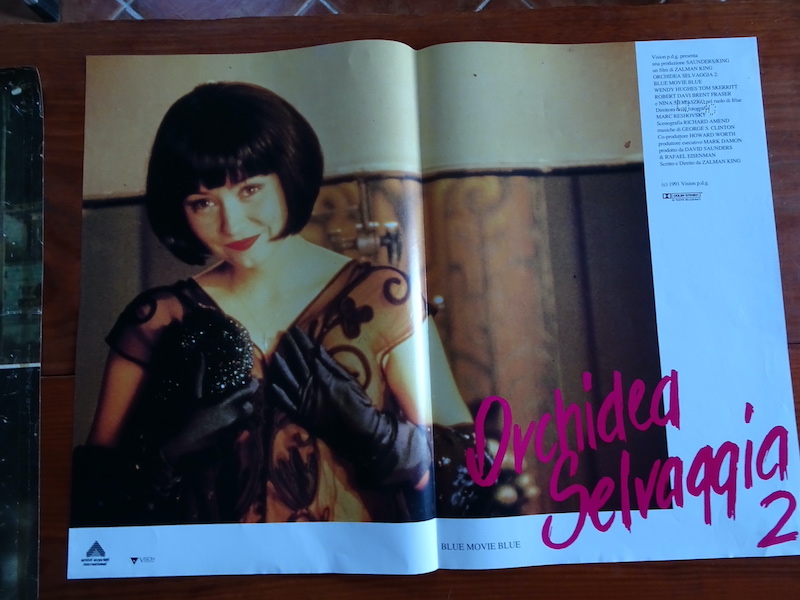 Vision p.d.g. presenta
una produzione SAUNDERS/KING
un film di ZALMAN KING
ORCHIDEA SELVAGGIA 2:
BLUE MOVIE BLUE
WENDY HUGHES TOM SKERRITT
ROBERT DAVI BRENT FRASER
e NINA nel ruolo di Blue
Direttore
MARC RESHOVSKY
Scenografia RICHARD AMEND
musiche di GEORGE S. CLINTON
Co-produttore HOWARD WORTH
produttore esecutivo MARK DAMON
prodotto da DAVID SAUNDERS
& RAFAEL EISENMAN
Scritto e Diretto da ZALMAN KING
(c) 1991 Vision p.d.g.
DOLBY STEREO
Orchidea
Selvaggia
2
BLUE MOVIE BLUE
VISION